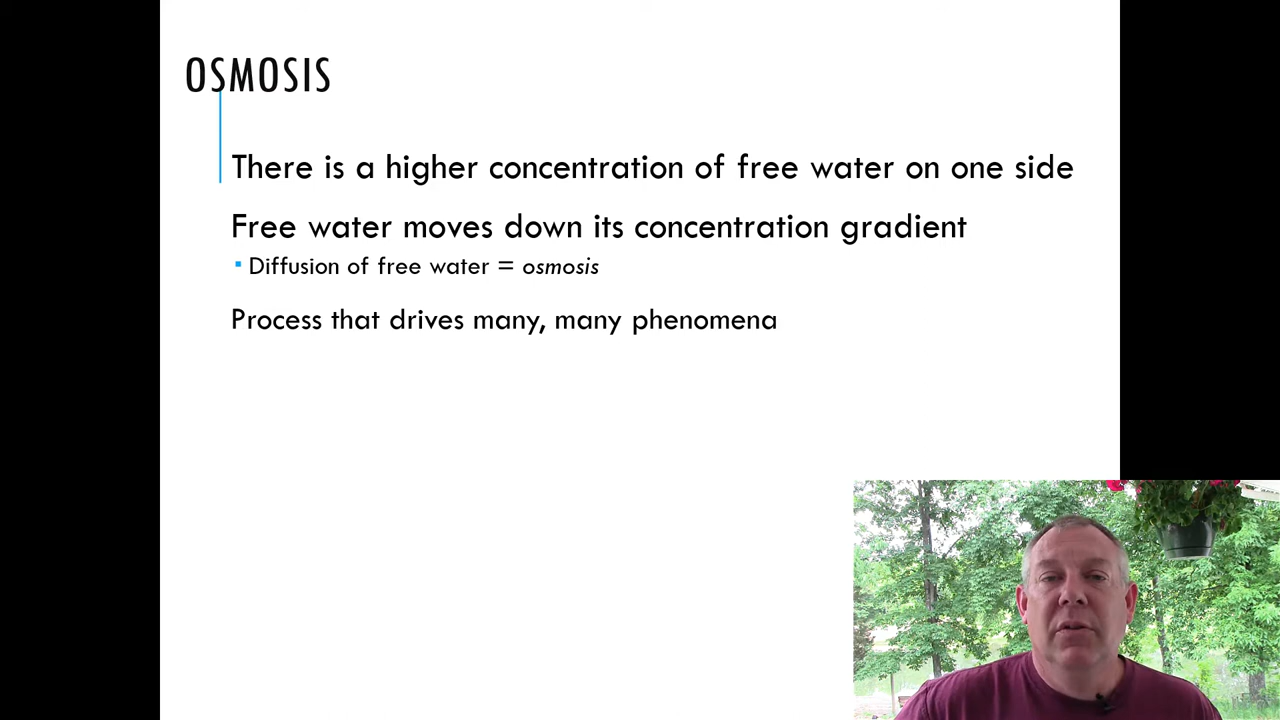 OSMOSIS
There is a higher concentration of free water on one side
Free water moves down its concentration gradient
▪ Diffusion of free water = osmosis
Process that drives many, many phenomena